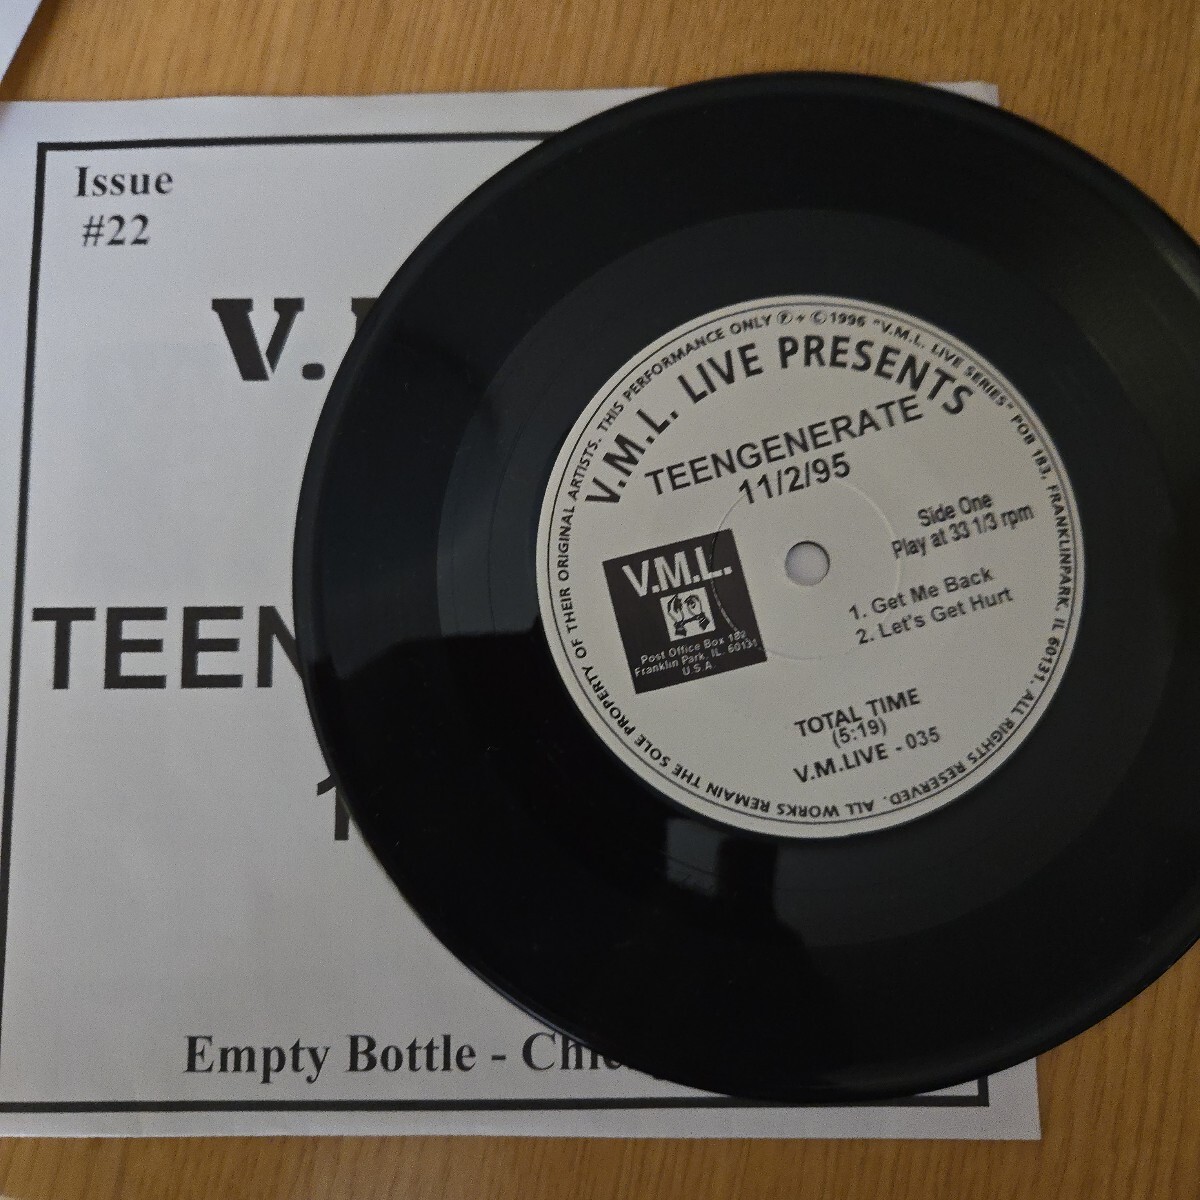 Issue
#22
V.
TEEN
1
Empty Bottle - Chic
ALL WORKS REMAIN THE SOLE PROPERTY OF THEIR ORIGINAL ARTISTS. THIS PERFORMANCE ONLY Ⓟ + © 1996 "V.M.L. LIVE SERIES" POB 183, FRANKLINPARK, IL 60131. ALL RIGHTS RESERVED.
V.M.L. LIVE PRESENTS
TEENGENERATE
11/2/95
Side One
Play at 33 1/3 rpm
V.M.L.
Post Office Box 182
Franklin Park, IL. 60131
U.S.A.
1. Get Me Back
2. Let's Get Hurt
TOTAL TIME
(5:19)
V.M.LIVE - 035